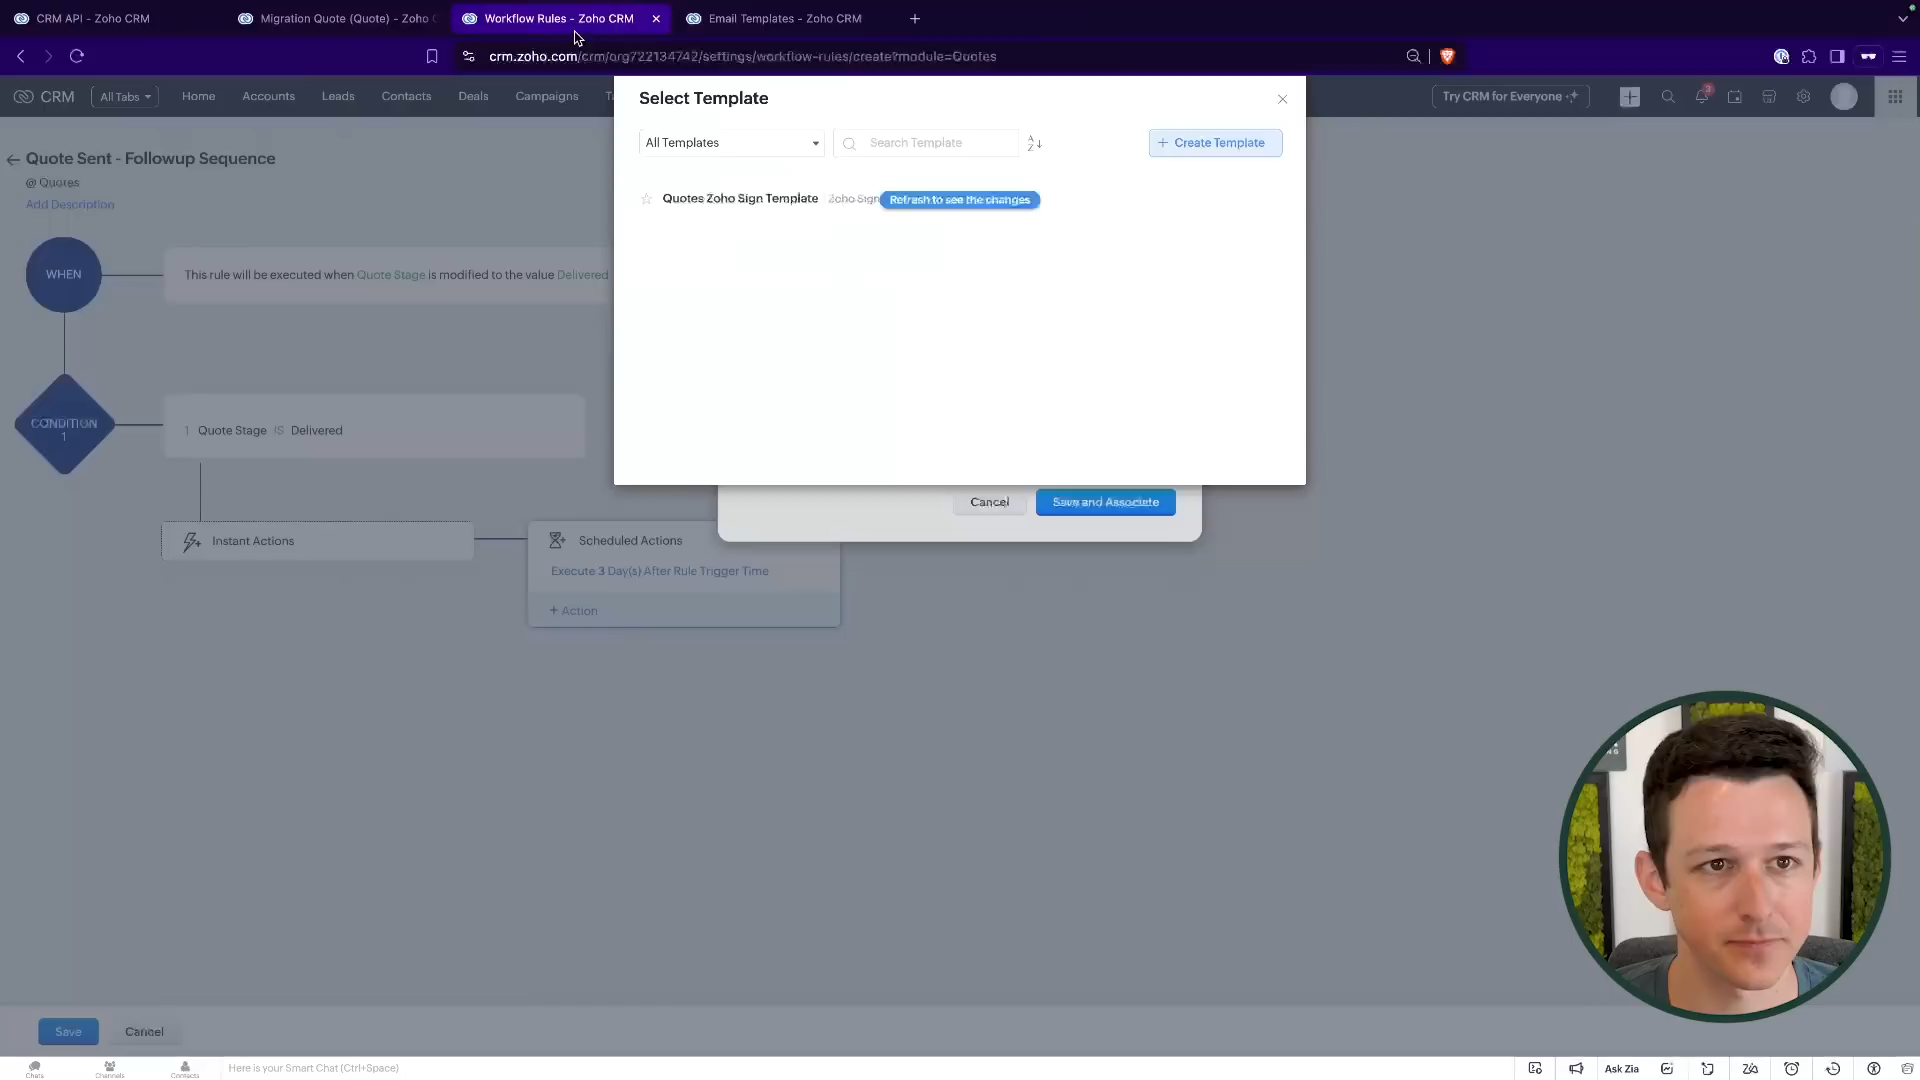 CRM API - Zoho CRM
Migration Quote (Quote) - Zoho C
Workflow Rules - Zoho CRM
Email Templates - Zoho CRM
crm.zoho.com/crm/org722134742/settings/workflow-rules/create?module=Quotes
CRM
All Tabs
Home
Accounts
Leads
Contacts
Deals
Campaigns
Try CRM for Everyone
3
Select Template
All Templates
Search Template
A
Z
+ Create Template
Quotes Zoho Sign Template
Zoho Sign
Refresh to see the changes
Quote Sent - Followup Sequence
@ Quotes
Add Description
WHEN
This rule will be executed when Quote Stage is modified to the value Delivered
CONDITION
1
1 Quote Stage IS Delivered
Cancel
Save and Associate
Instant Actions
Scheduled Actions
Execute 3 Day(s) After Rule Trigger Time
+ Action
Save
Cancel
Chats
Channels
Contacts
Here is your Smart Chat (Ctrl+Space)
Ask Zia